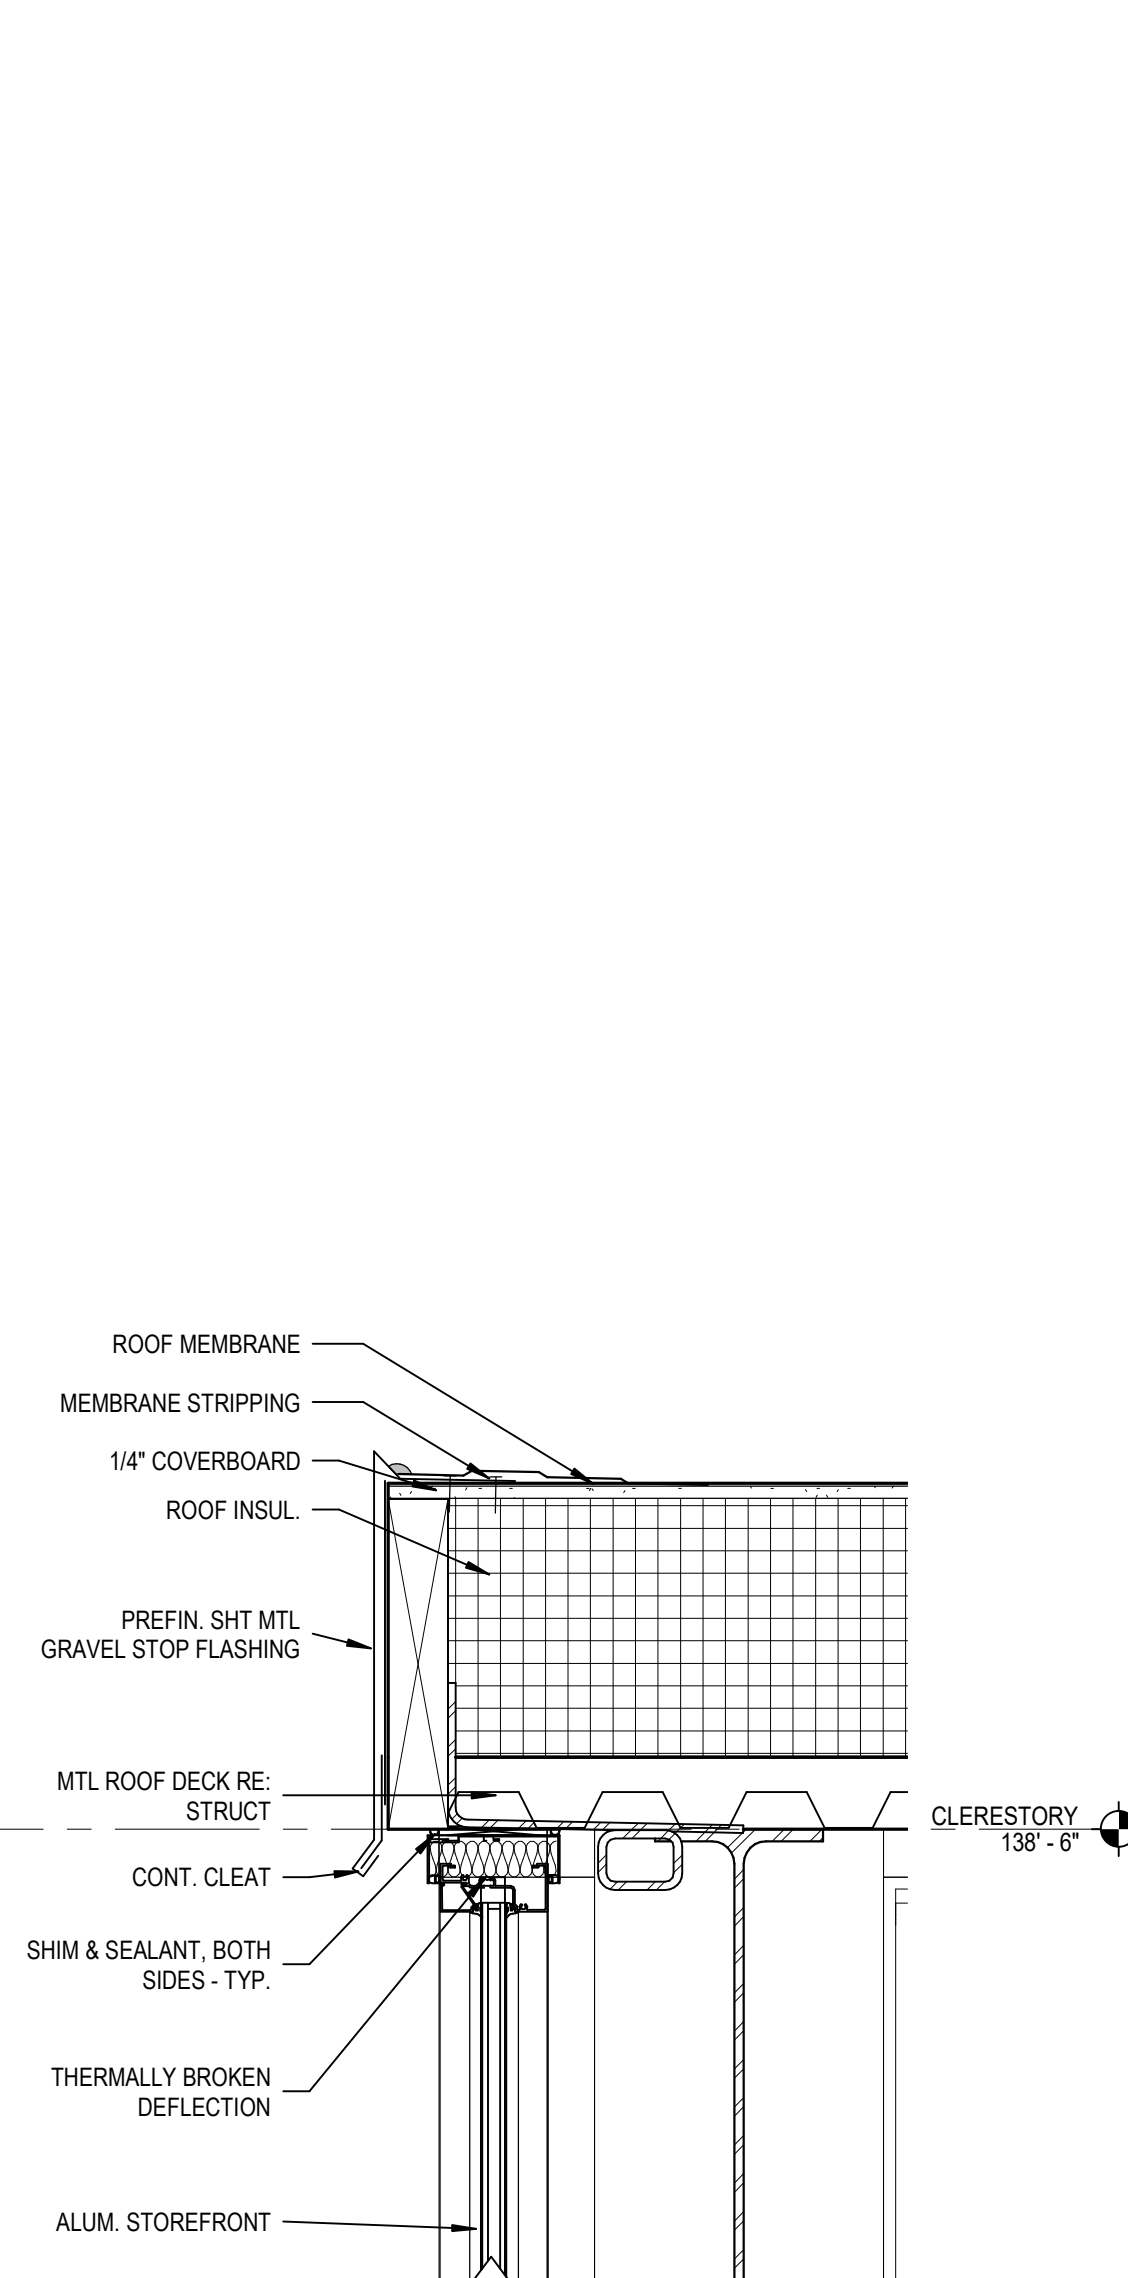 ROOF MEMBRANE
MEMBRANE STRIPPING
1/4" COVERBOARD
ROOF INSUL.
PREFIN. SHT MTL
GRAVEL STOP FLASHING
MTL ROOF DECK RE:
STRUCT
CLERESTORY
138' - 6"
CONT. CLEAT
SHIM & SEALANT, BOTH
SIDES - TYP.
THERMALLY BROKEN
DEFLECTION
ALUM. STOREFRONT